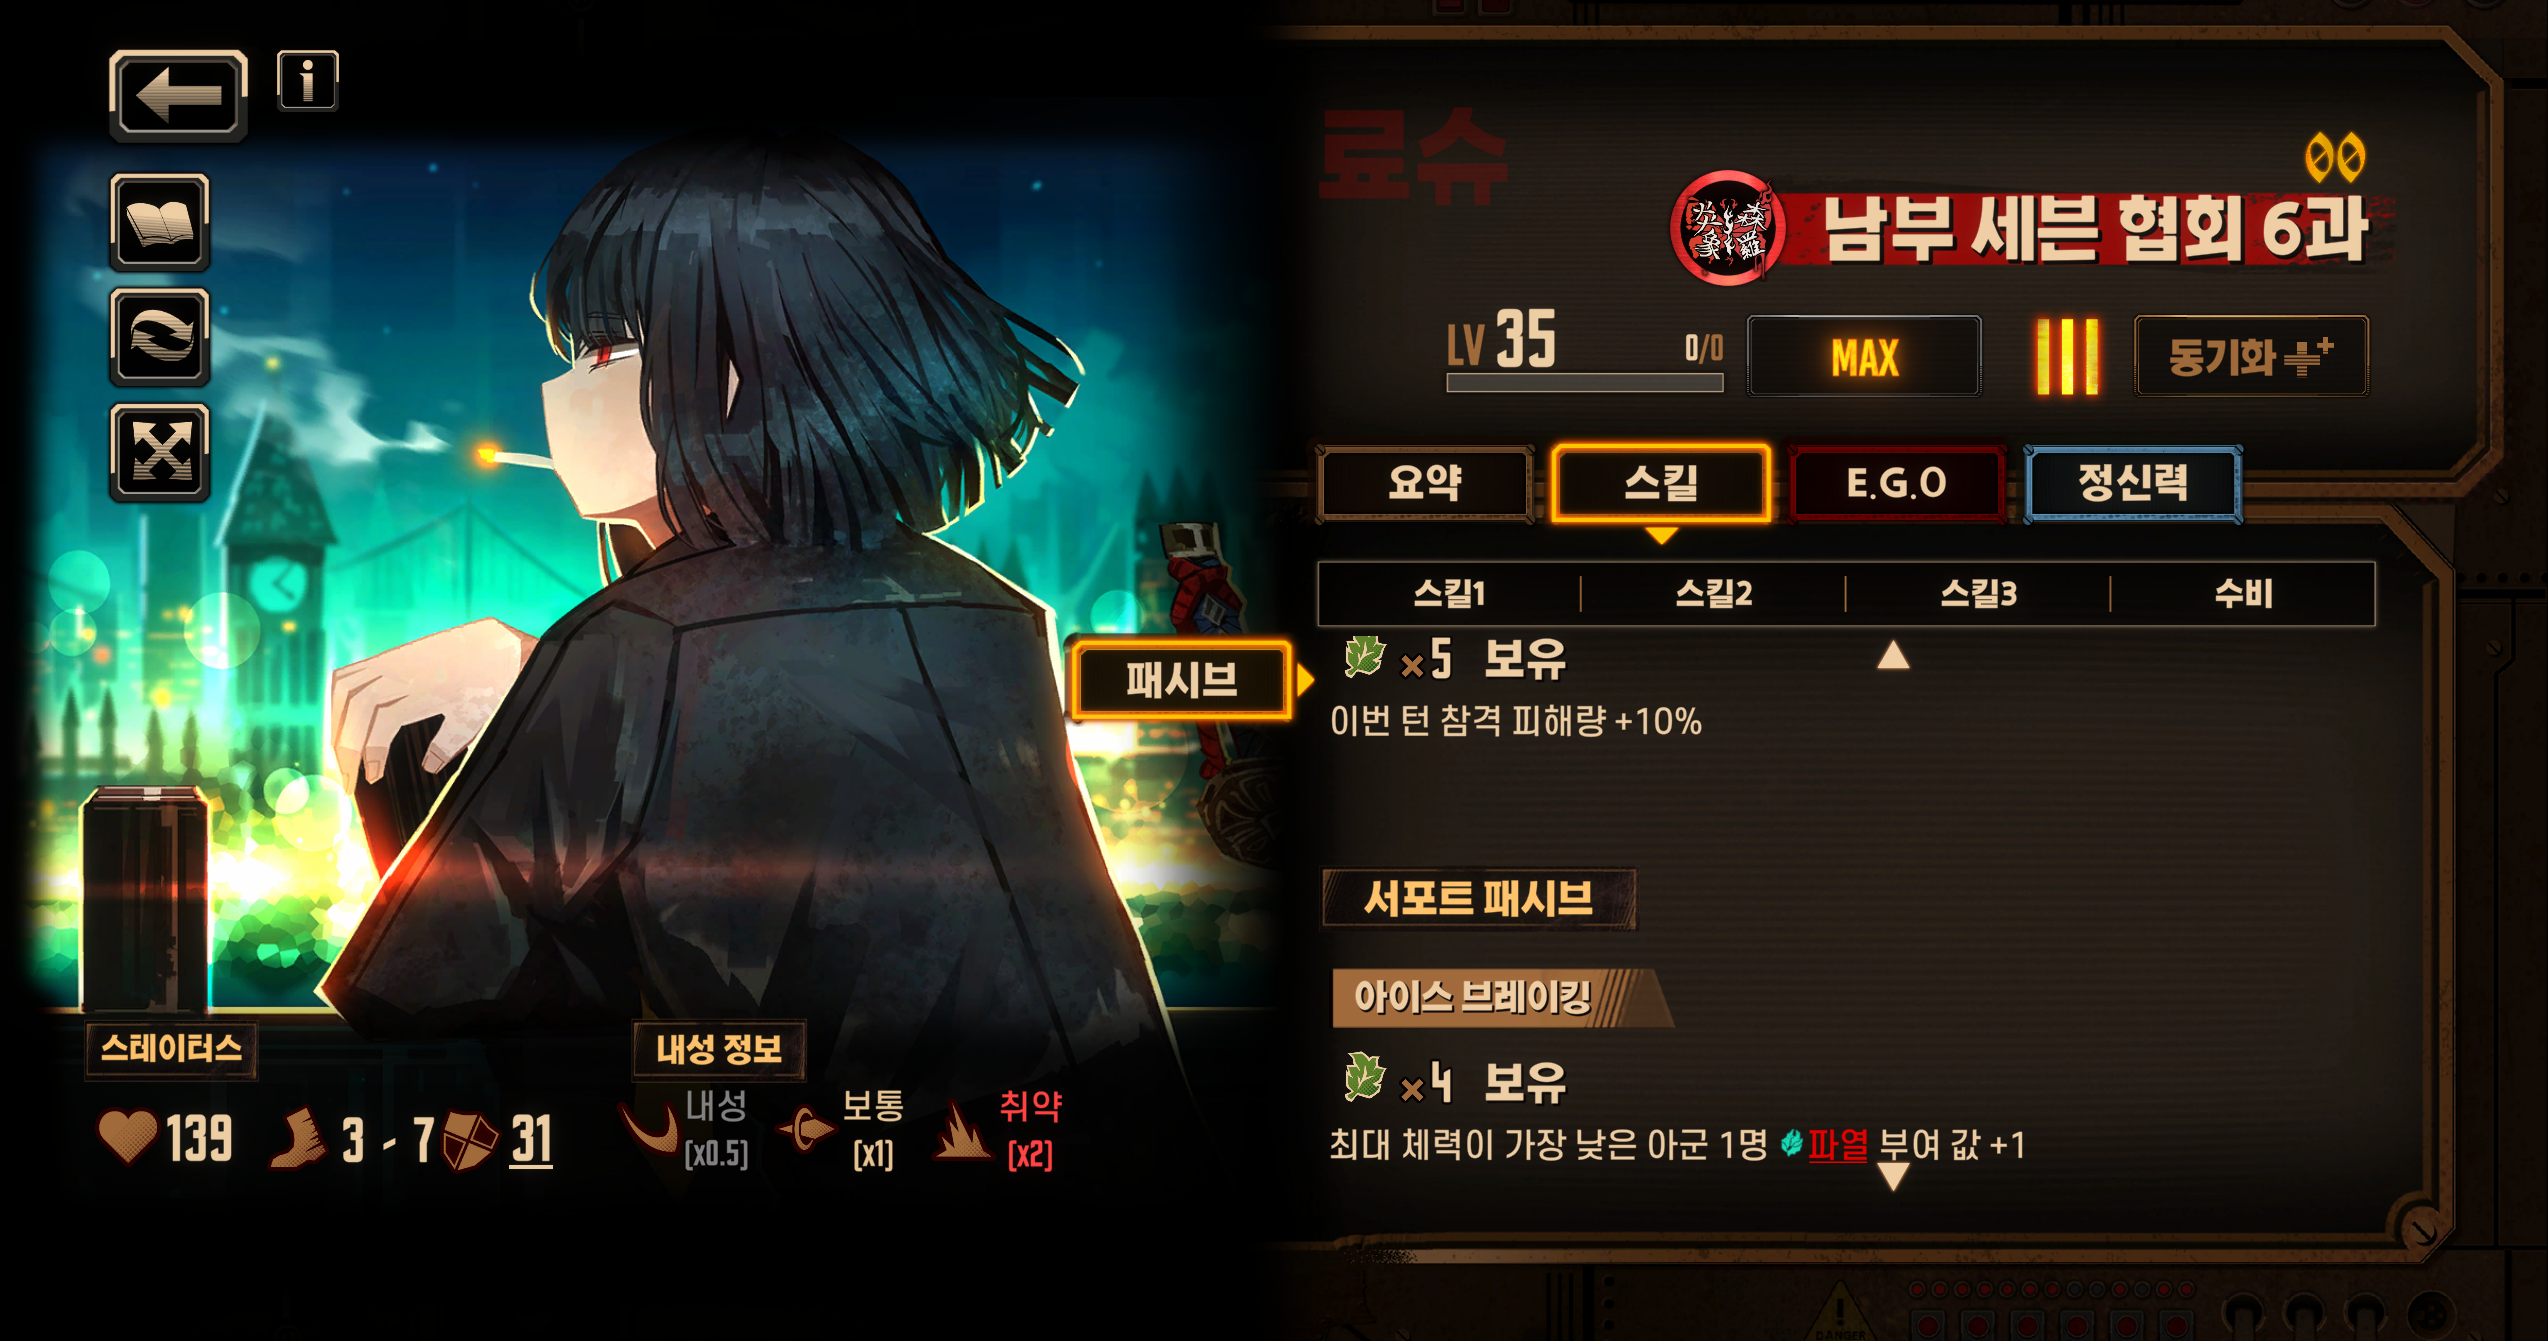 료슈
남부 세븐 협회 6과
LV 35
0/0
MAX
동기화
요약
스킬
E.G.O
정신력
스킬1
스킬2
스킬3
수비
패시브
×5 보유
이번 턴 참격 피해량 +10%
서포트 패시브
아이스 브레이킹
×4 보유
최대 체력이 가장 낮은 아군 1명 파열 부여 값 +1
스테이터스
139
3 - 7
31
내성 정보
내성
[x0.5]
보통
[x1]
취약
[x2]
DANGER